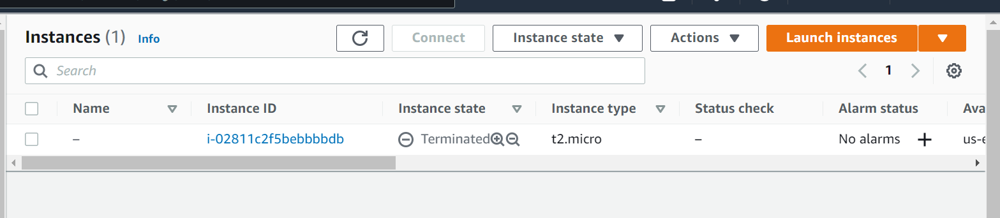 Instances (1) Info Connect Instance state Actions Launch instances
Search 1
Name Instance ID Instance state Instance type Status check Alarm status Ava
– i-02811c2f5bebbbbdb Terminated t2.micro – No alarms us-e